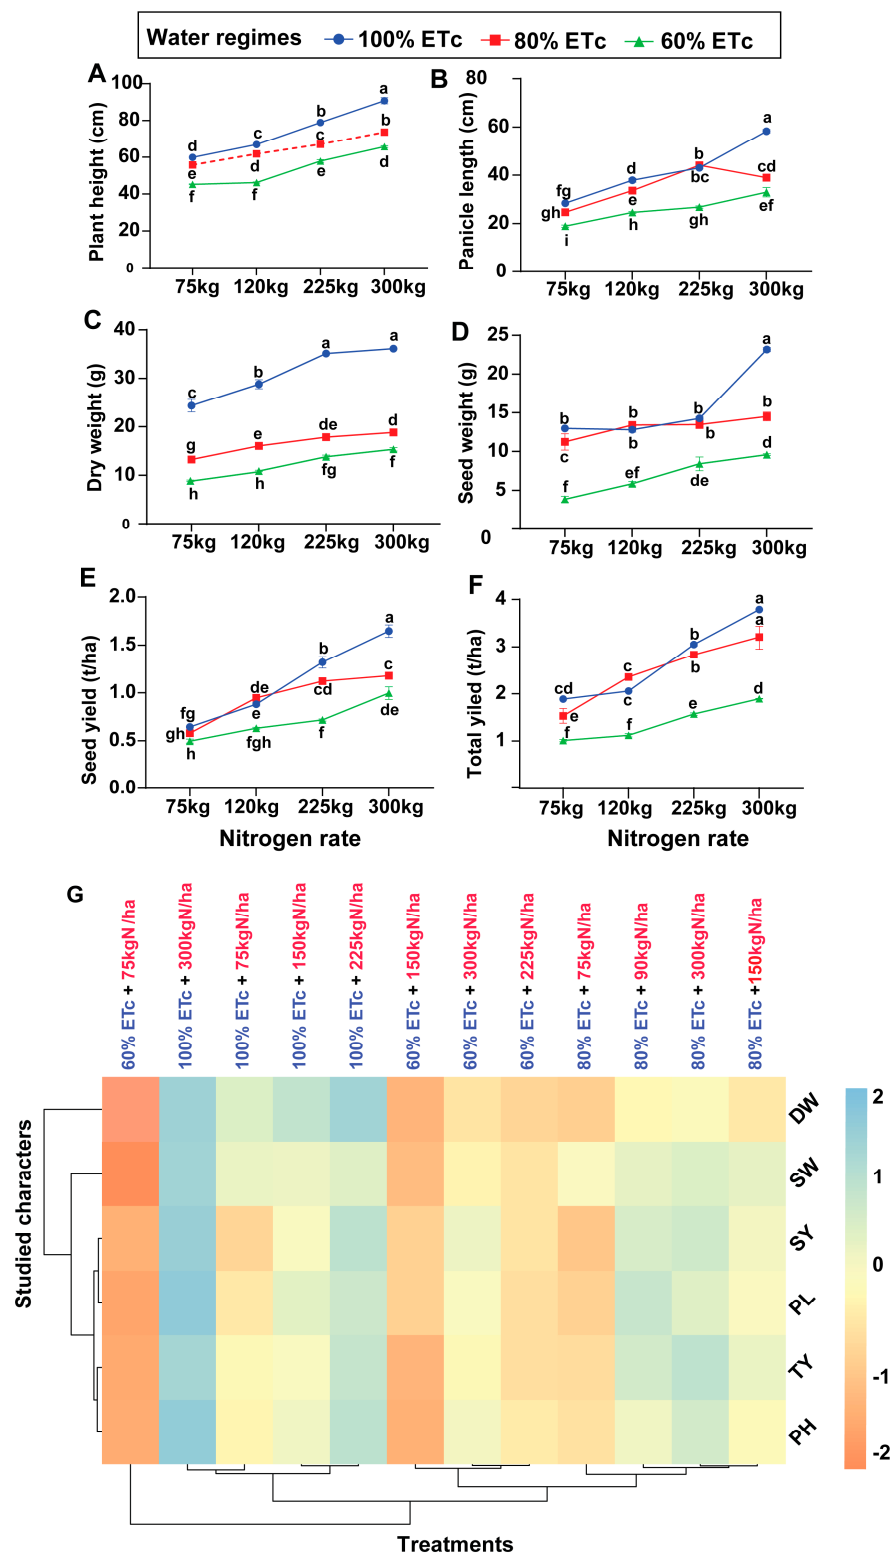 Water regimes 100% ETc 80% ETc 60% ETc
A
Plant height (cm)
100
80
60
40
20
0
d c b a
e d c b
f f e d
75kg 120kg 225kg 300kg
B
Panicle length (cm)
80
60
40
20
0
fg d b a
gh e bc cd
i h gh ef
75kg 120kg 225kg 300kg
C
Dry weight (g)
40
30
20
10
0
c b a a
g e de d
h h fg f
75kg 120kg 225kg 300kg
D
Seed weight (g)
25
20
15
10
5
0
b b b a
c b b b
f ef de d
75kg 120kg 225kg 300kg
E
Seed yield (t/ha)
2.0
1.5
1.0
0.5
0.0
fg de b a
gh e cd c
h fgh f de
75kg 120kg 225kg 300kg
Nitrogen rate
F
Total yiled (t/ha)
4
3
2
1
cd c b a
e c b a
f f e d
75kg 120kg 225kg 300kg
Nitrogen rate
G
60% ETc + 75kgN /ha
100% ETc + 300kgN/ha
100% ETc + 75kgN/ha
100% ETc + 150kgN/ha
100% ETc + 225kgN/ha
60% ETc + 150kgN/ha
60% ETc + 300kgN/ha
60% ETc + 225kgN/ha
80% ETc + 75kgN/ha
80% ETc + 90kgN/ha
80% ETc + 300kgN/ha
80% ETc +150kgN/ha
Studied characters
DW
SW
SY
PL
TY
PH
2
1
0
-1
-2
Treatments